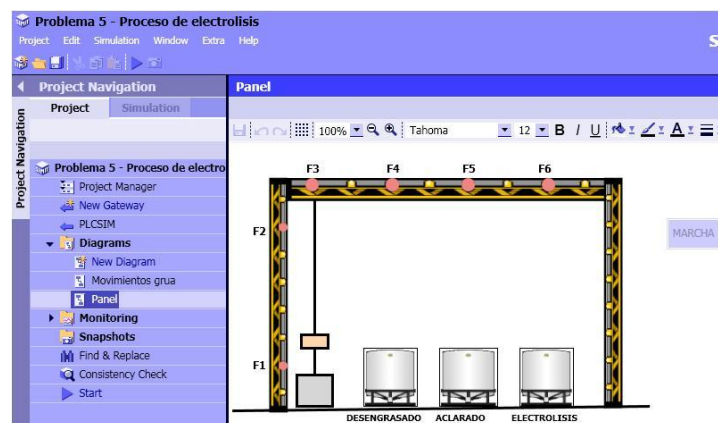 Problema 5 - Proceso de electrolisis
Project Edit Simulation Window Extra Help
S
Project Navigation
Panel
Project Simulation
Project Navigation
100% Tahoma 12 B I U A
Problema 5 - Proceso de electro
Project Manager
New Gateway
PLCSIM
Diagrams
New Diagram
Movimientos grua
Panel
Monitoring
Snapshots
Find & Replace
Consistency Check
Start
F3 F4 F5 F6
F2
MARCHA
F1
DESENGRASADO ACLARADO ELECTROLISIS